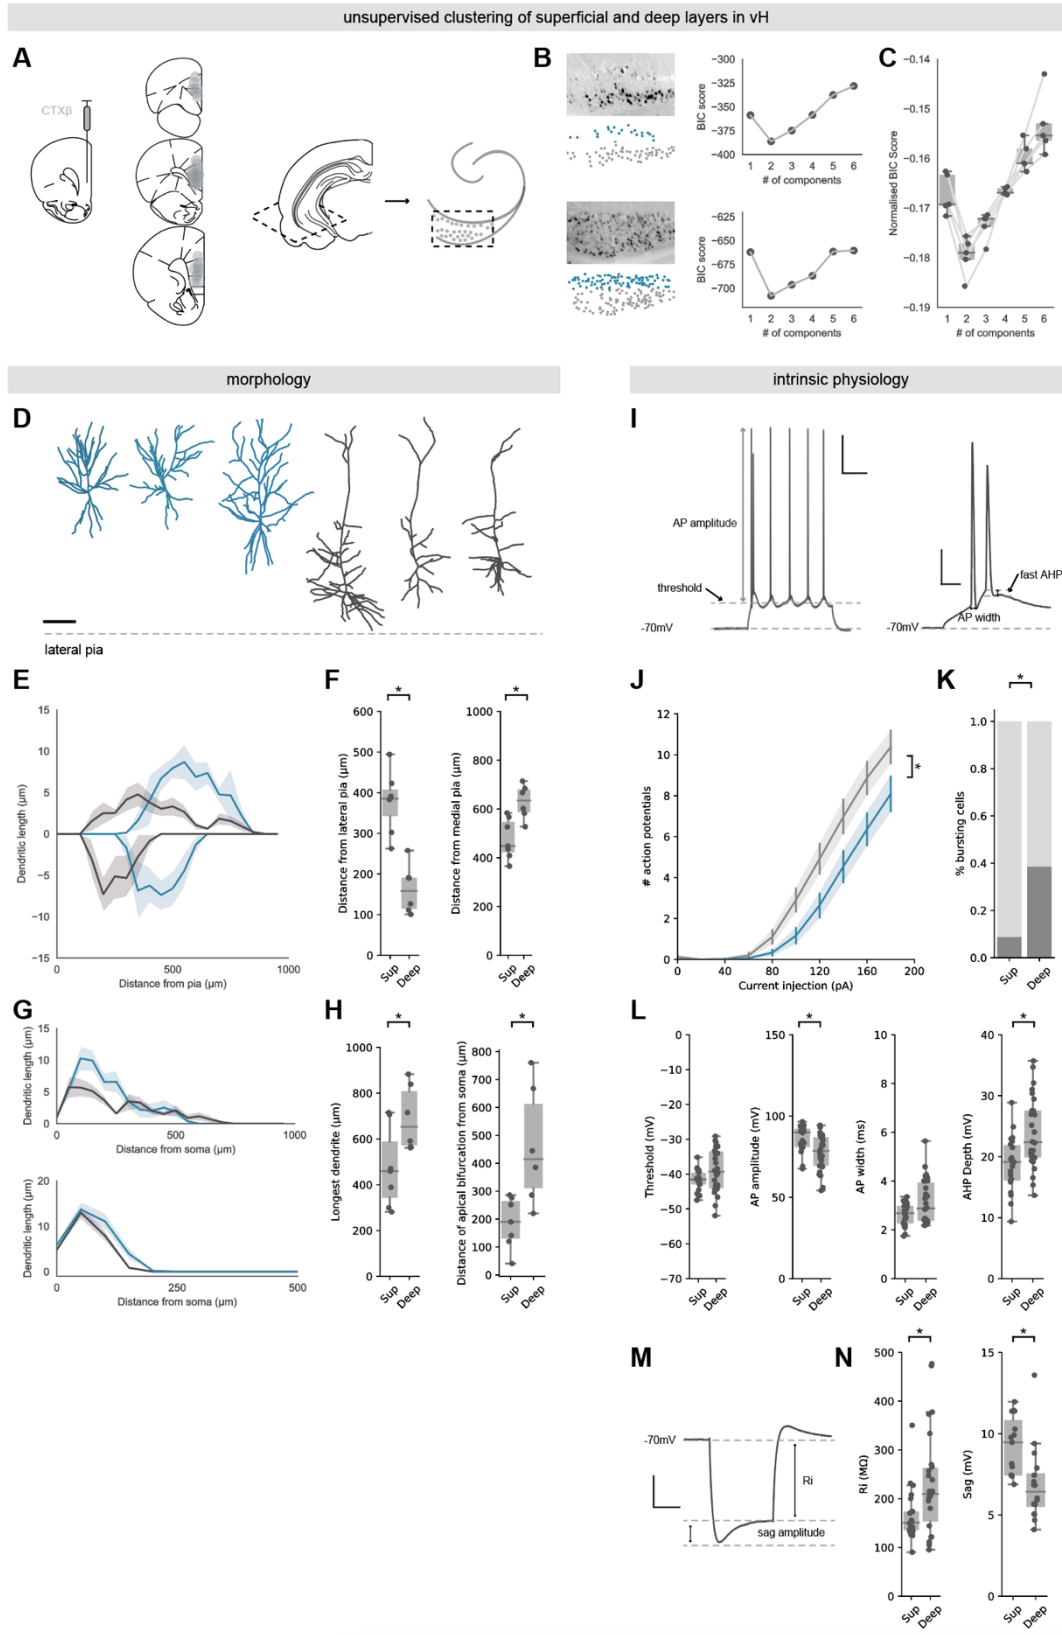 unsupervised clustering of superficial and deep layers in vH
A
CTXβ
B
BIC score
−300
−325
−350
−375
−400
1 2 3 4 5 6
# of components
BIC score
−625
−650
−675
−700
1 2 3 4 5 6
# of components
C
Normalised BIC Score
−0.14
−0.15
−0.16
−0.17
−0.18
−0.19
1 2 3 4 5 6
# of components
morphology
D
lateral pia
E
Dendritic length (µm)
15
10
5
0
−5
−10
−15
0 500 1000
Distance from pia (µm)
F
*
Distance from lateral pia (µm)
600
500
400
300
200
100
0
Sup Deep
*
Distance from medial pia (µm)
1000
800
600
400
200
0
Sup Deep
G
Dendritic length (µm)
15
10
5
0
0 500 1000
Distance from soma (µm)
Dendritic length (µm)
20
10
0
0 250 500
Distance from soma (µm)
H
*
Longest dendrite (µm)
1000
800
600
400
200
0
Sup Deep
*
Distance of apical bifurcation from soma (µm)
800
700
600
500
400
300
200
100
0
Sup Deep
intrinsic physiology
I
AP amplitude
threshold
-70mV
fast AHP
AP width
-70mV
J
# action potentials
12
10
8
6
4
2
0
*
0 40 80 120 160 200
Current injection (pA)
K
*
% bursting cells
1.0
0.8
0.6
0.4
0.2
0.0
Sup Deep
L
Threshold (mV)
0
−10
−20
−30
−40
−50
−60
−70
Sup Deep
*
AP amplitude (mV)
150
100
50
0
Sup Deep
AP width (ms)
10
8
6
4
2
0
Sup Deep
*
AHP Depth (mV)
40
30
20
10
0
Sup Deep
M
-70mV
Ri
sag amplitude
N
*
Ri (MΩ)
500
400
300
200
100
0
Sup Deep
*
Sag (mV)
15
10
5
0
Sup Deep